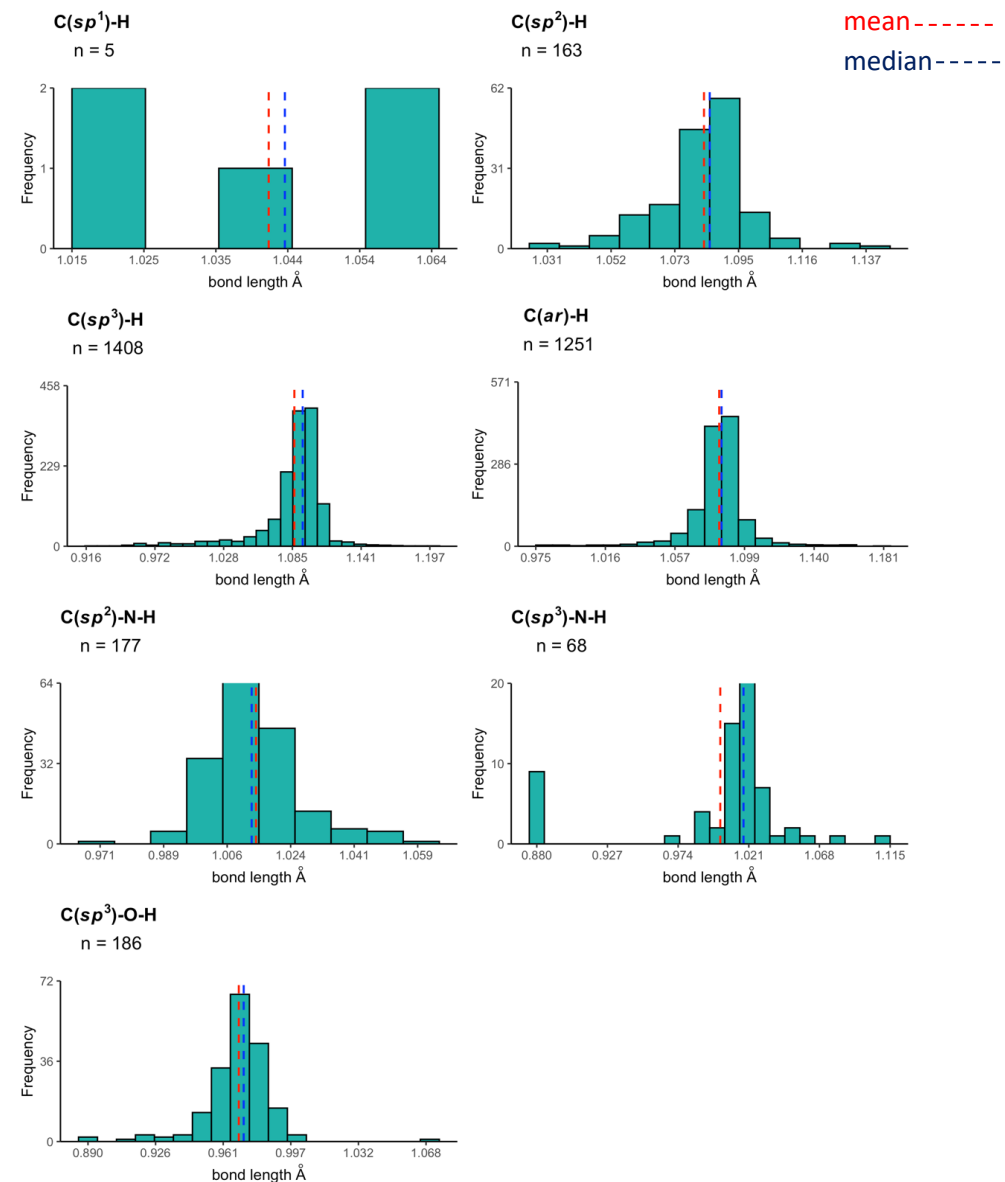 C(sp¹)-H
n = 5
2
1
0
Frequency
1.015 1.025 1.035 1.044 1.054 1.064
bond length Å
C(sp²)-H
n = 163
62
31
0
Frequency
1.031 1.052 1.073 1.095 1.116 1.137
bond length Å
mean
median
C(sp³)-H
n = 1408
458
229
0
Frequency
0.916 0.972 1.028 1.085 1.141 1.197
bond length Å
C(ar)-H
n = 1251
571
286
0
Frequency
0.975 1.016 1.057 1.099 1.140 1.181
bond length Å
C(sp²)-N-H
n = 177
64
32
0
Frequency
0.971 0.989 1.006 1.024 1.041 1.059
bond length Å
C(sp³)-N-H
n = 68
20
10
0
Frequency
0.880 0.927 0.974 1.021 1.068 1.115
bond length Å
C(sp³)-O-H
n = 186
72
36
0
Frequency
0.890 0.926 0.961 0.997 1.032 1.068
bond length Å